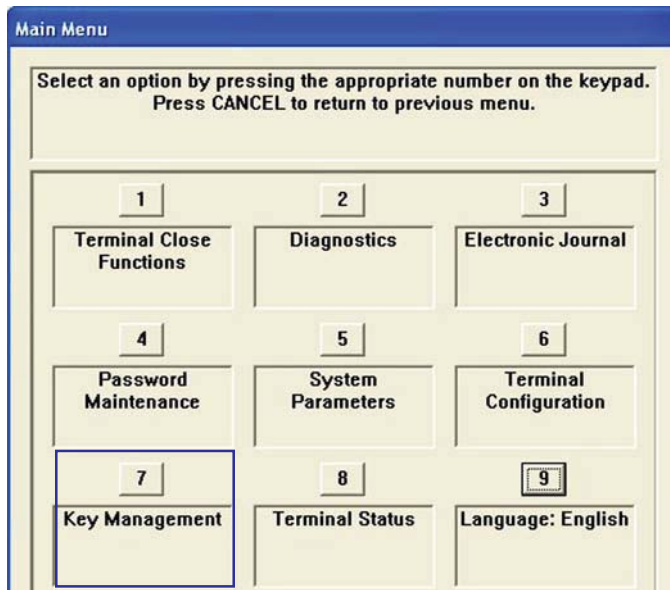 Main Menu
Select an option by pressing the appropriate number on the keypad.
Press CANCEL to return to previous menu.
1 2 3
Terminal Close Functions
Diagnostics
Electronic Journal
4 5 6
Password Maintenance
System Parameters
Terminal Configuration
7 8 9
Key Management
Terminal Status
Language: English